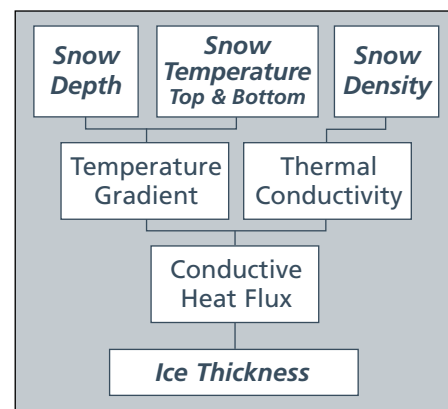 Snow
Depth
Snow
Temperature
Top & Bottom
Snow
Density
Temperature
Gradient
Thermal
Conductivity
Conductive
Heat Flux
Ice Thickness